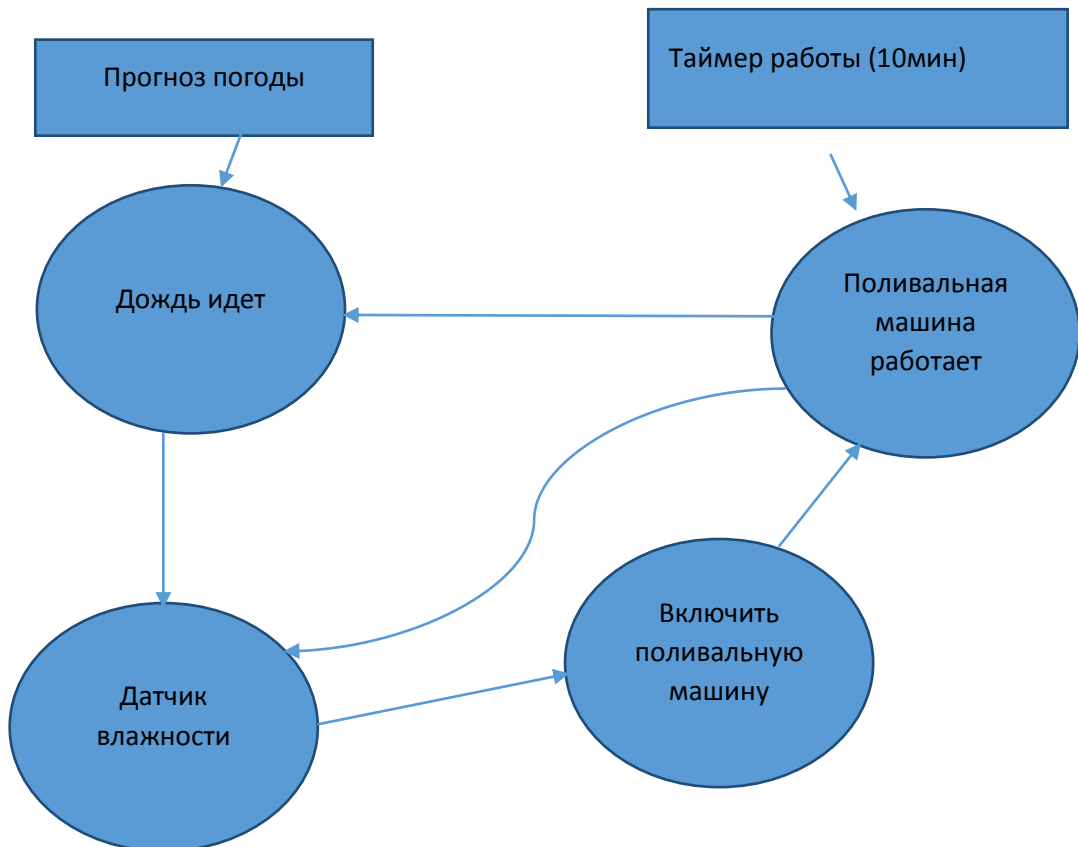 Прогноз погоды
Таймер работы (10мин)
Дождь идет
Поливальная
машина
работает
Включить
поливальную
машину
Датчик
влажности